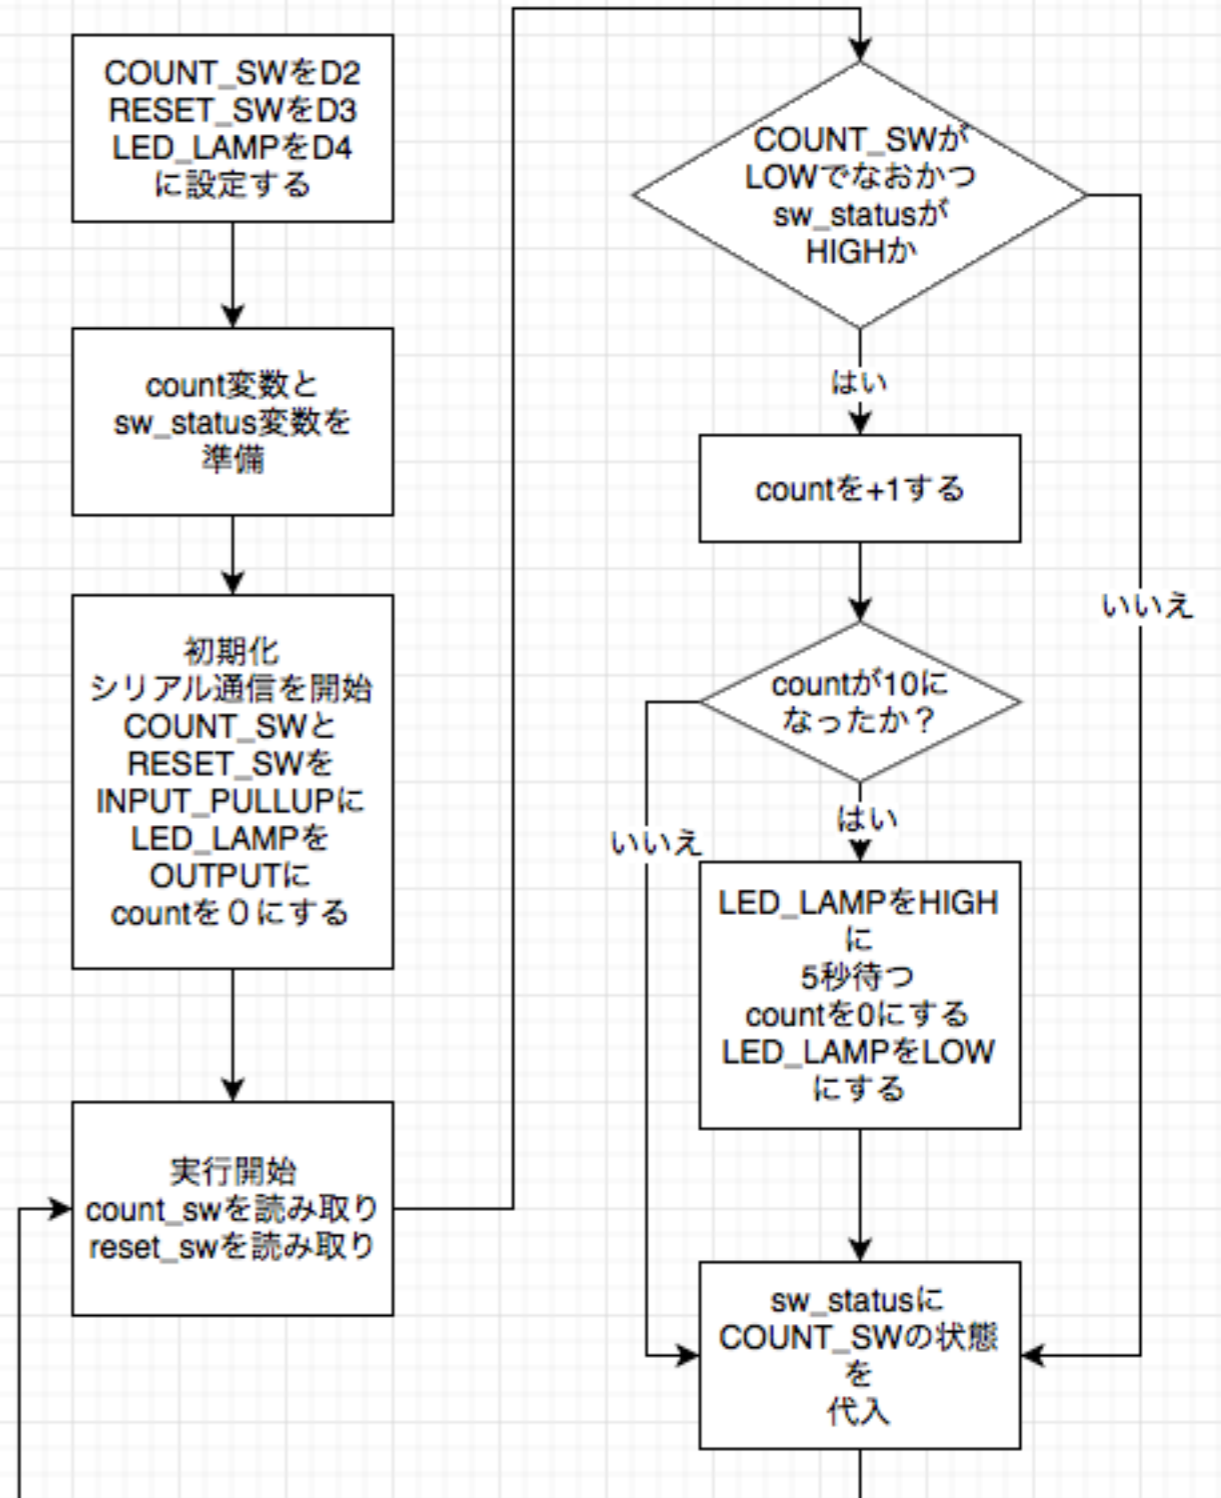 COUNT_SWをD2
RESET_SWをD3
LED_LAMPをD4
に設定する
count変数と
sw_status変数を
準備
初期化
シリアル通信を開始
COUNT_SWと
RESET_SWを
INPUT_PULLUPに
LED_LAMPを
OUTPUTに
countを０にする
実行開始
count_swを読み取り
reset_swを読み取り
COUNT_SWが
LOWでなおかつ
sw_statusが
HIGHか
はい
countを+1する
いいえ
countが10に
なったか？
はい
いいえ
LED_LAMPをHIGH
に
5秒待つ
countを0にする
LED_LAMPをLOW
にする
sw_statusに
COUNT_SWの状態
を
代入